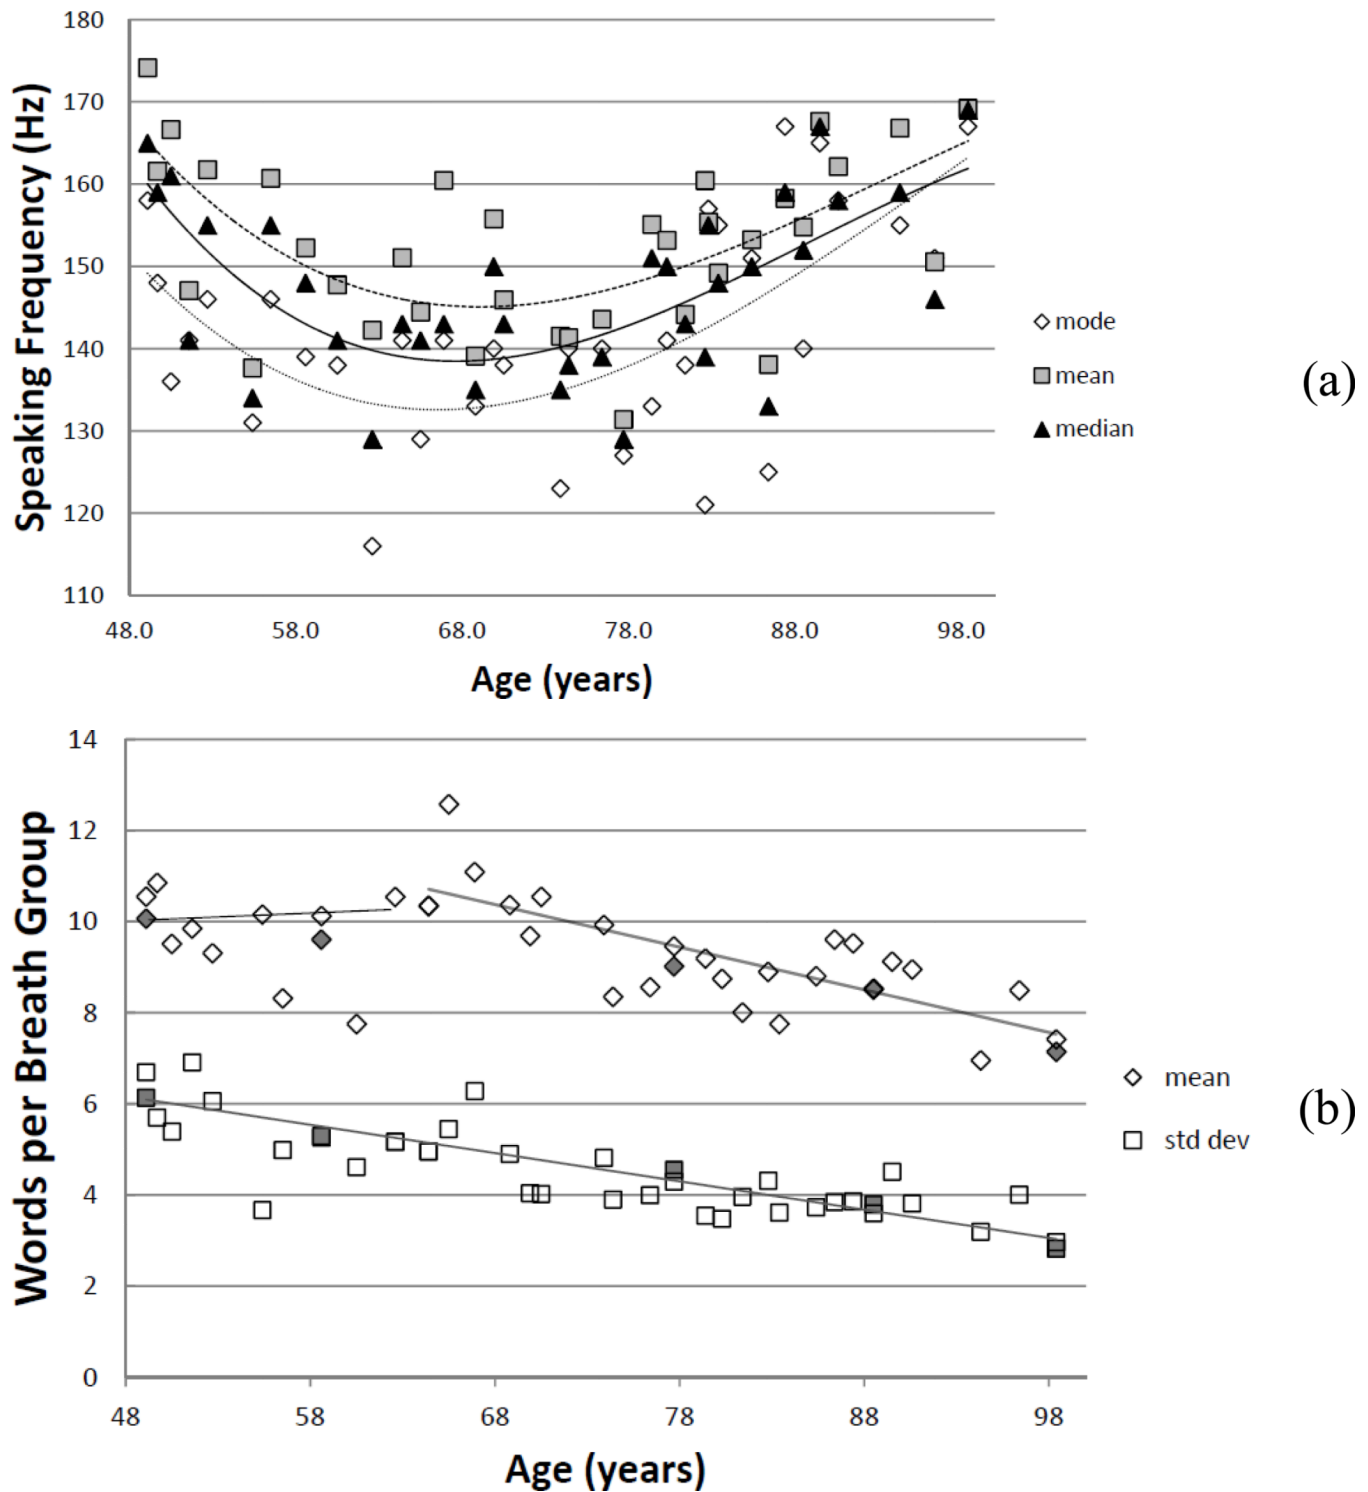 180
170
160
150
140
130
120
110
Speaking Frequency (Hz)
48.0 58.0 68.0 78.0 88.0 98.0
Age (years)
mode
mean
median
(a)
14
12
10
8
6
4
2
0
Words per Breath Group
48 58 68 78 88 98
Age (years)
mean
std dev
(b)